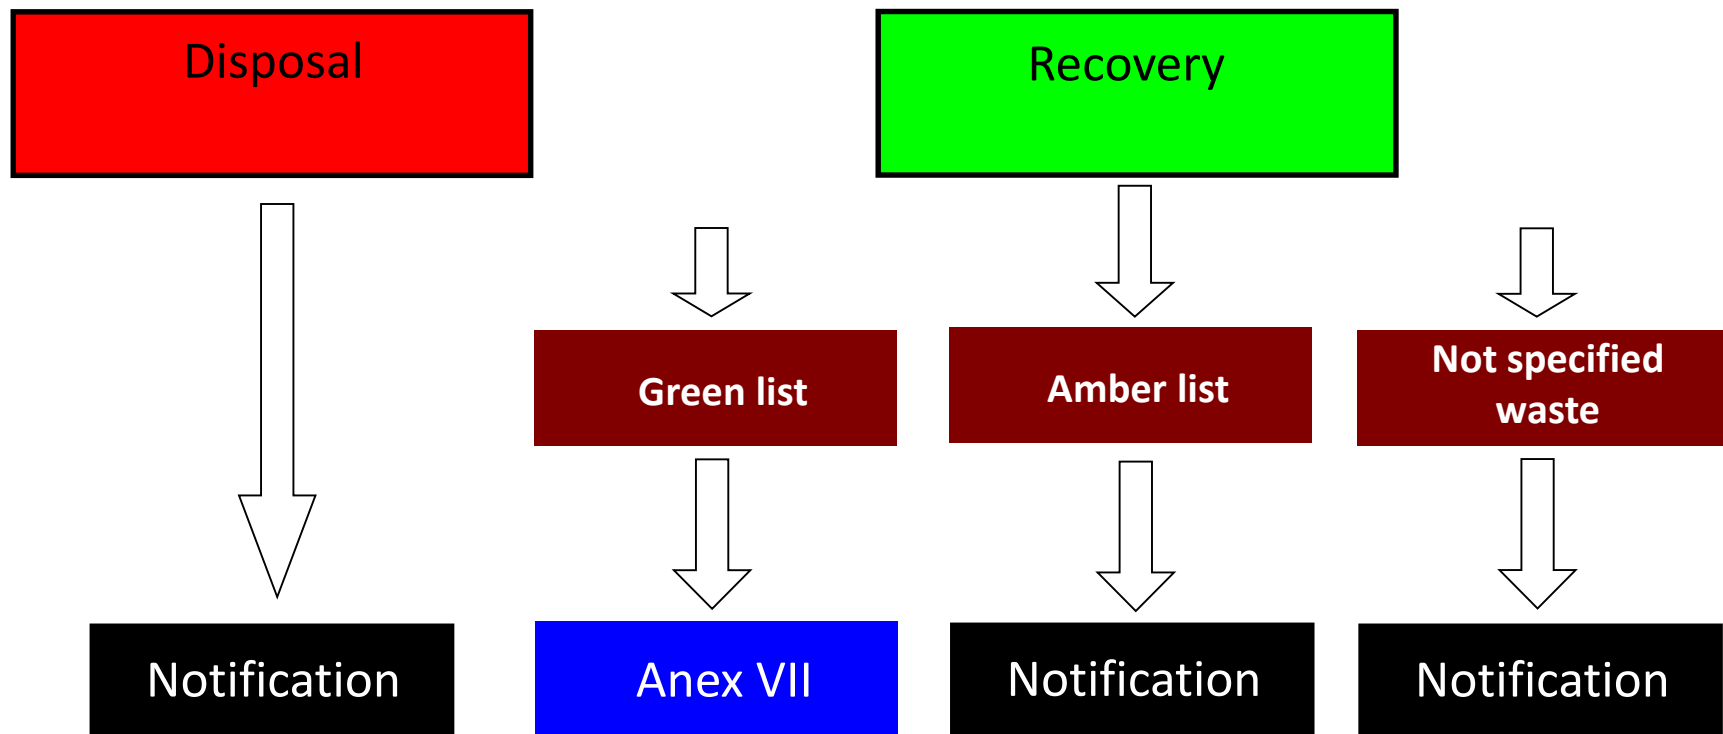 Disposal
Recovery
Green list
Amber list
Not specified
waste
Notification
Anex VII
Notification
Notification